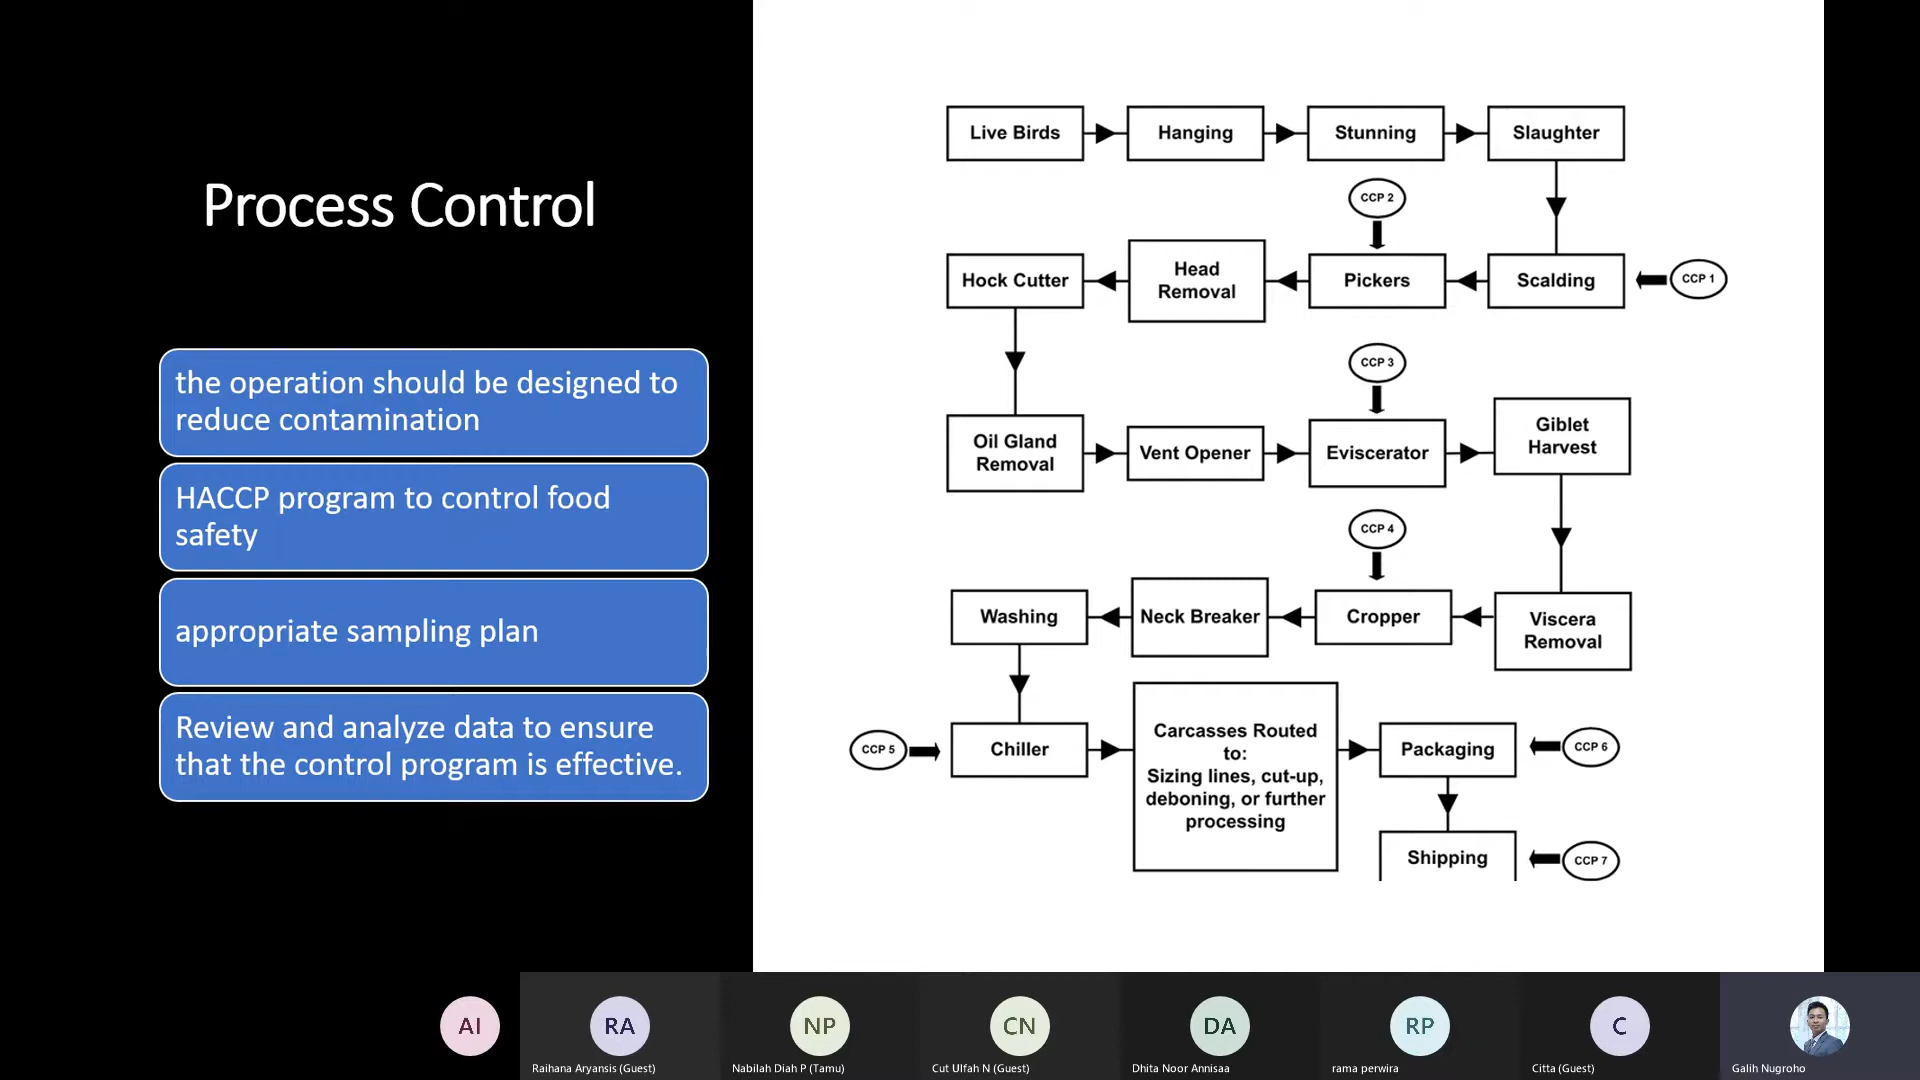 Process Control
the operation should be designed to
reduce contamination
HACCP program to control food
safety
appropriate sampling plan
Review and analyze data to ensure
that the control program is effective.
Live Birds
Hanging
Stunning
Slaughter
CCP 2
Hock Cutter
Head
Removal
Pickers
Scalding
CCP 1
CCP 3
Oil Gland
Removal
Vent Opener
Eviscerator
Giblet
Harvest
CCP 4
Washing
Neck Breaker
Cropper
Viscera
Removal
CCP 5
Chiller
Carcasses Routed
to:
Sizing lines, cut-up,
deboning, or further
processing
Packaging
CCP 6
Shipping
CCP 7
AI
RA
NP
CN
DA
RP
C
Raihana Aryansis (Guest)
Nabilah Diah P (Tamu)
Cut Ulfah N (Guest)
Dhita Noor Annisaa
rama perwira
Citta (Guest)
Galih Nugroho